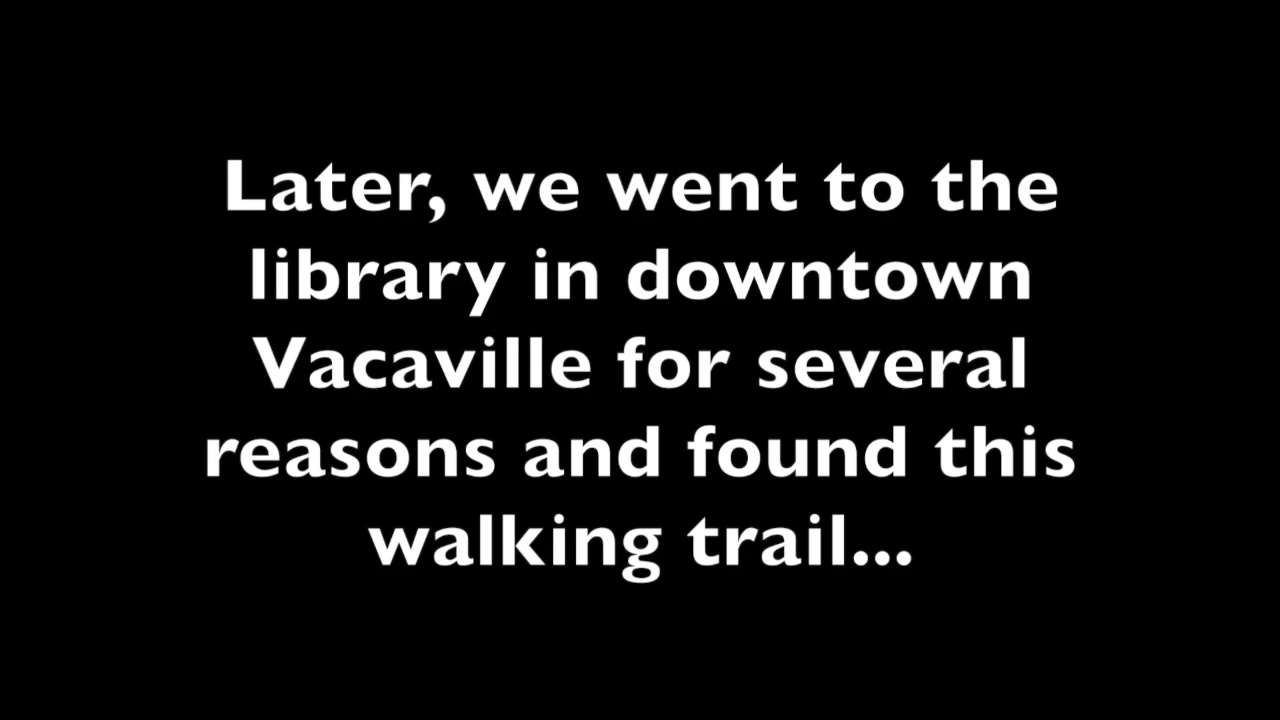 Later, we went to the
library in downtown
Vacaville for several
reasons and found this
walking trail...